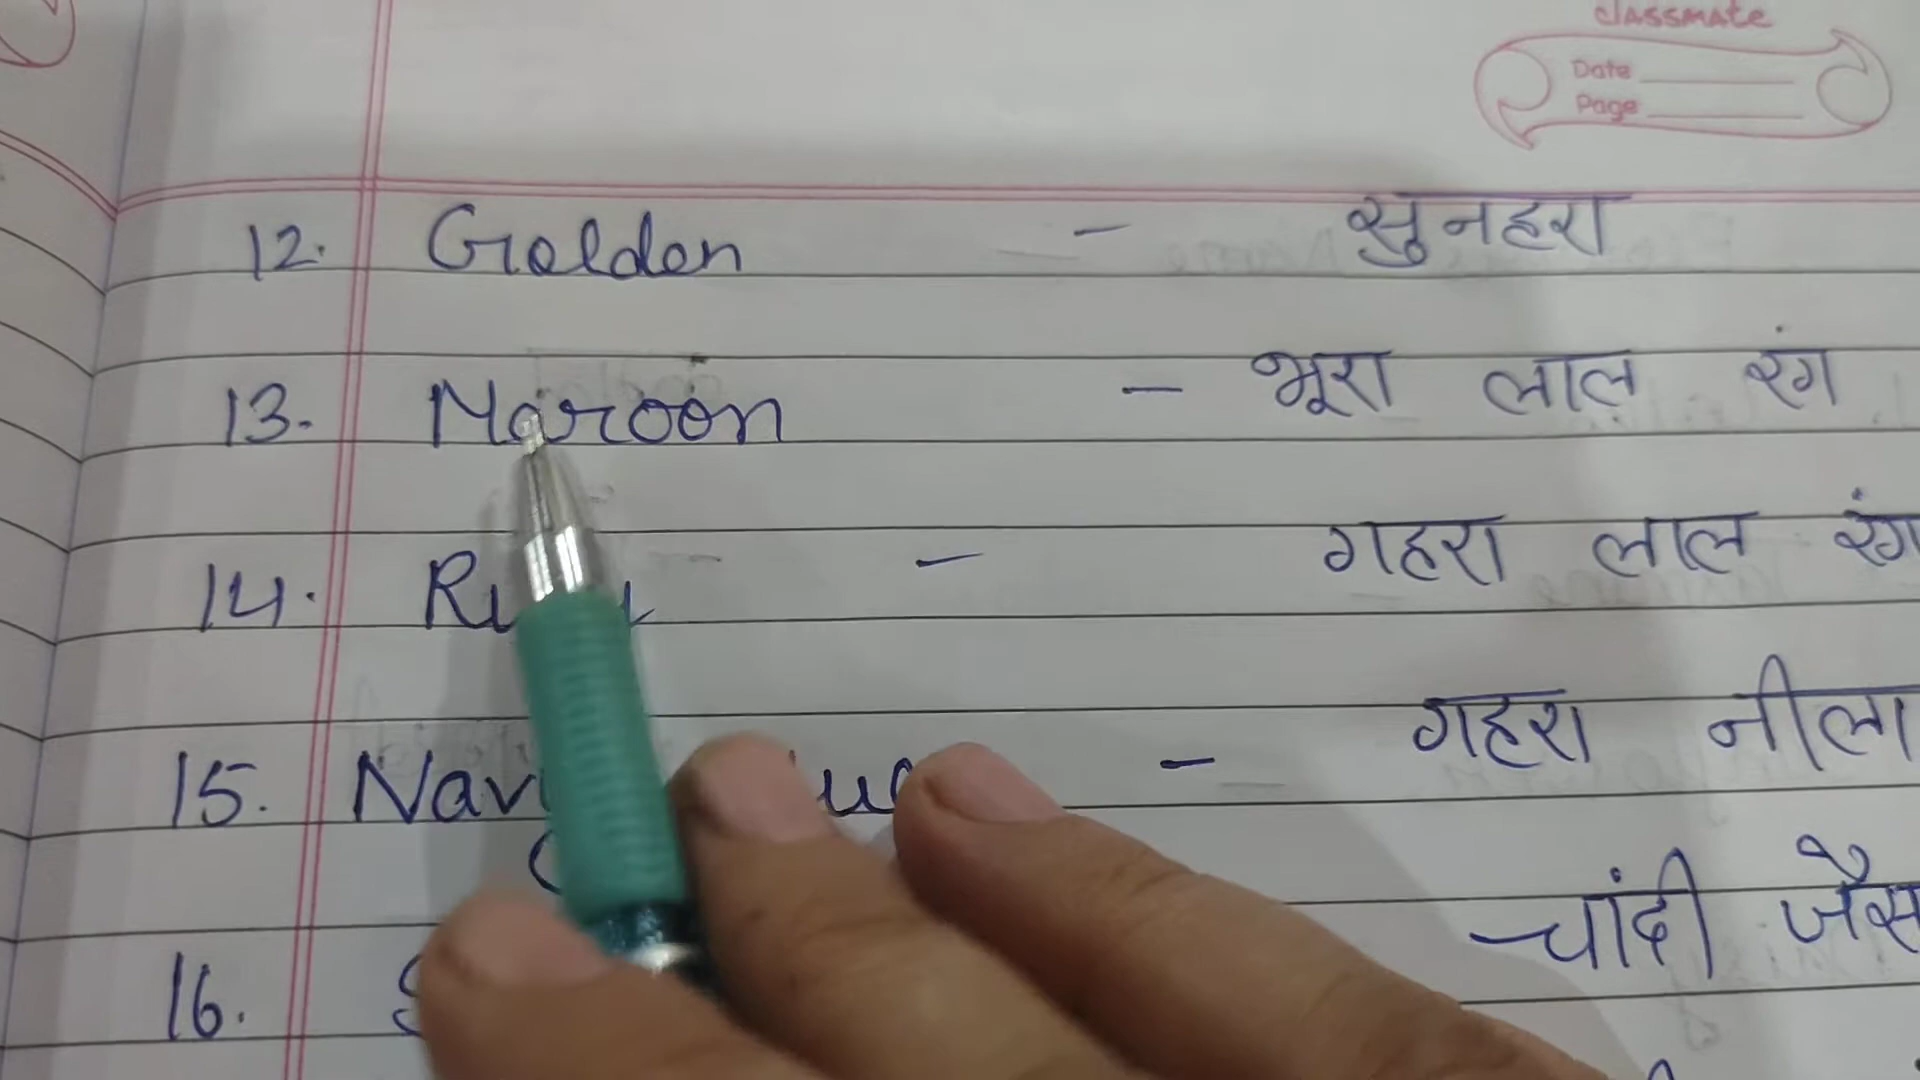 classmate
Date
Page
12. Golden - सुनहरा
13. Maroon - भूरा लाल रंग
14. - गहरा लाल रंग
15. - गहरा नीला
16. चांदी